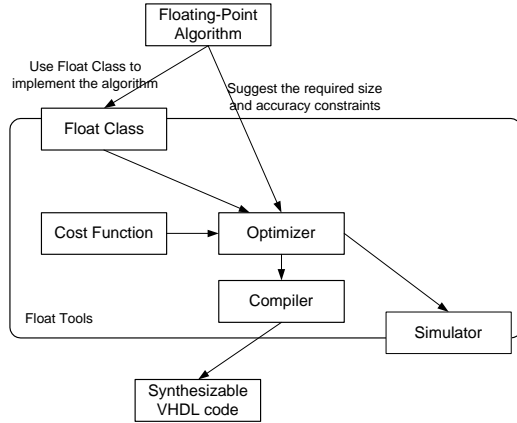 Floating-Point
Algorithm
Use Float Class to
implement the algorithm
Suggest the required size
and accuracy constraints
Float Class
Cost Function
Optimizer
Compiler
Float Tools
Simulator
Synthesizable
VHDL code